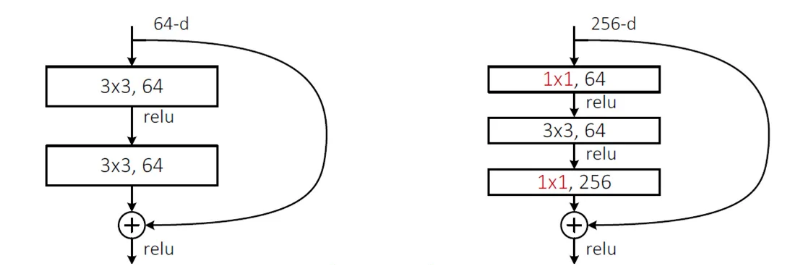 64-d
3x3, 64
relu
3x3, 64
relu
256-d
1x1, 64
relu
3x3, 64
relu
1x1, 256
relu